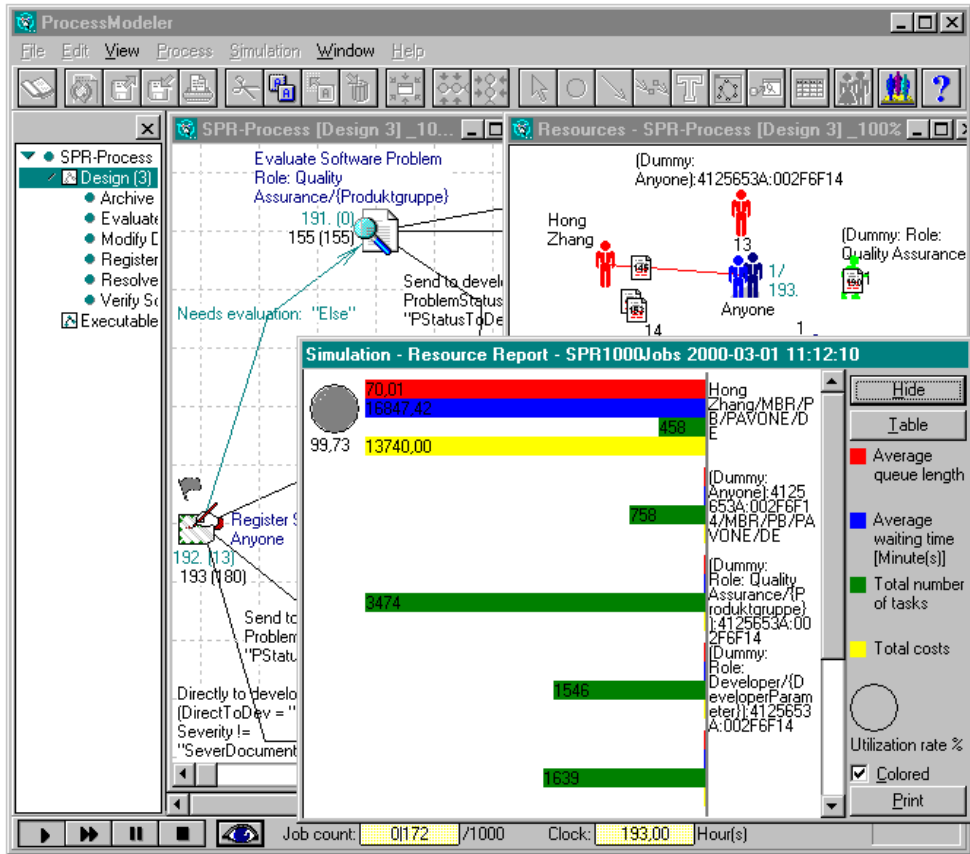 ProcessModeler
File Edit View Process Simulation Window Help
SPR-Process
Design (3)
Archive
Evaluate
Modify D
Register
Resolve
Verify So
Executable
SPR-Process [Design 3] _10...
Evaluate Software Problem
Role: Quality
Assurance/{Produktgruppe}
191. (0)
155 (155)
Send to develo
ProblemStatus
"PStatusToDe
Needs evaluation: "Else"
Register S
Anyone
192. (13)
193 (180)
Send to
Problem
"PStatu
Directly to develo
(DirectToDev = "
Severity !=
"SeverDocument
Resources - SPR-Process [Design 3] _100%
(Dummy:
Anyone):4125653A:002F6F14
13
Hong
Zhang
14
1/
193.
Anyone
(Dummy: Role:
Quality Assurance
1
1
Simulation - Resource Report - SPR1000Jobs 2000-03-01 11:12:10
99,73
70,01
16847,42
458
13740,00
Hong
Zhang/MBR/P
B/PAVONE/D
E
758
(Dummy:
Anyone):4125
653A:002F6F1
4/MBR/PB/PA
VONE/DE
3474
(Dummy:
Role: Quality
Assurance/{P
roduktgruppe}
):4125653A:00
2F6F14
1546
(Dummy:
Role:
Developer/{D
eveloperParam
eter}):4125653
A:002F6F14
1639
Hide
Table
Average
queue length
Average
waiting time
[Minute(s)]
Total number
of tasks
Total costs
Utilization rate %
Colored
Print
Job count: 0|172 /1000 Clock: 193,00 Hour(s)